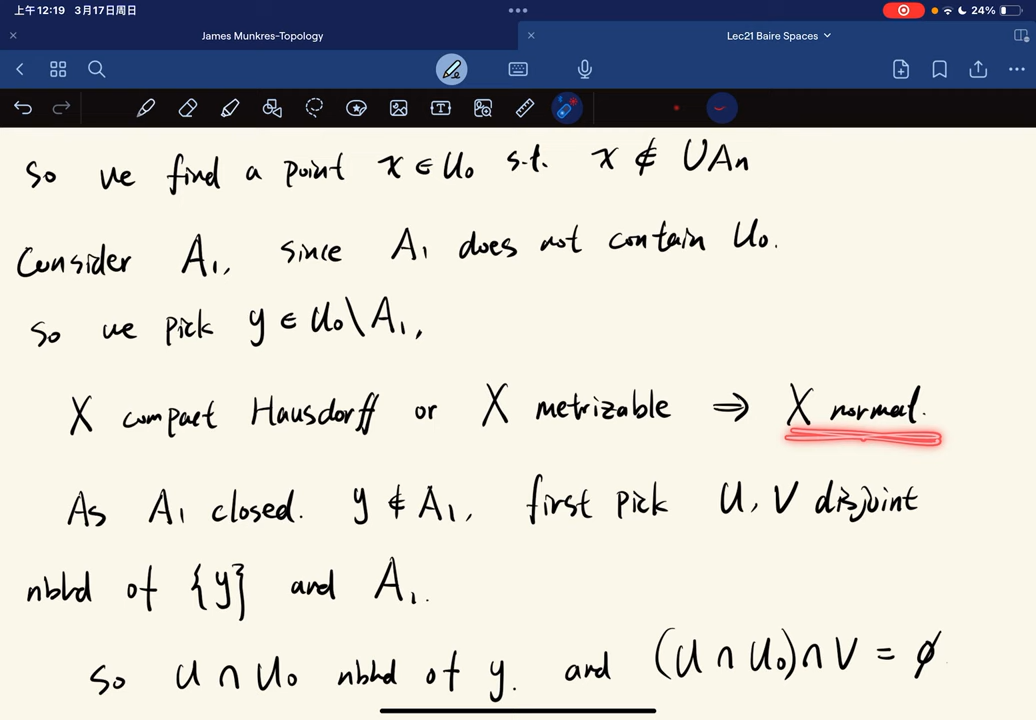 上午12:19 3月17日周日
24%
James Munkres-Topology
Lec21 Baire Spaces
So we find a point x ∈ U₀ s.t. x ∉ ∪An
Consider A₁, since A₁ does not contain U₀.
So we pick y ∈ U₀\A₁,
X compact Hausdorff or X metrizable ⇒ X normal.
As A₁ closed. y ∉ A₁, first pick U, V disjoint
nbhd of {y} and A₁.
So U ∩ U₀ nbhd of y. and (U ∩ U₀) ∩ V = ∅